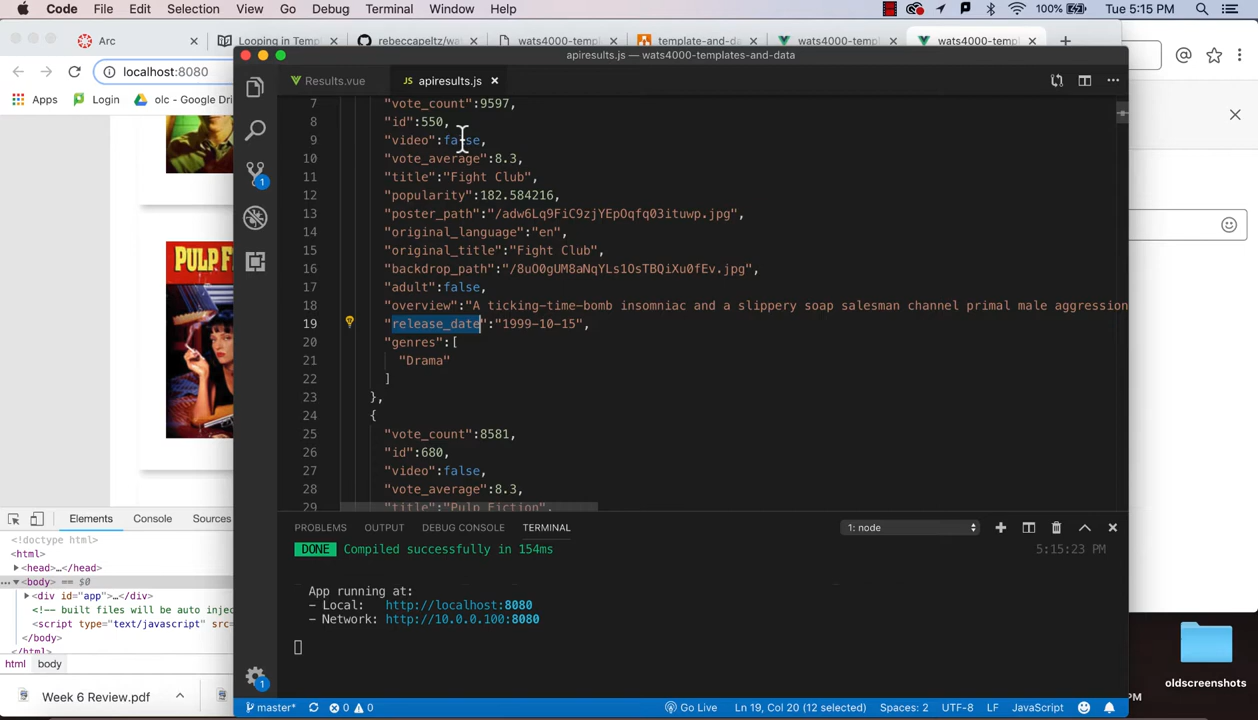 Code File Edit Selection View Go Debug Terminal Window Help 100% Tue 5:15 PM
Arc Looping in Temp rebeccapeltz/wa wats4000-templ template-and-d wats4000-templ wats4000-templ
apiresults.js — wats4000-templates-and-data
localhost:8080
Results.vue JS apiresults.js
Apps Login olc - Google Dri
7 "vote_count":9597,
8 "id":550,
9 "video":false,
10 "vote_average":8.3,
11 "title":"Fight Club",
12 "popularity":182.584216,
13 "poster_path":"/adw6Lq9FiC9zjYEpOqfq03ituwp.jpg",
14 "original_language":"en",
15 "original_title":"Fight Club",
16 "backdrop_path":"/8uO0gUM8aNqYLs1OsTBQiXu0fEv.jpg",
17 "adult":false,
18 "overview":"A ticking-time-bomb insomniac and a slippery soap salesman channel primal male aggression
19 "release_date":"1999-10-15",
20 "genres":[
21 "Drama"
22 ]
23 },
24 {
25 "vote_count":8581,
26 "id":680,
27 "video":false,
28 "vote_average":8.3,
29 "title":"Pulp Fiction",
PULP FI
PROBLEMS OUTPUT DEBUG CONSOLE TERMINAL 1: node
DONE Compiled successfully in 154ms 5:15:23 PM
App running at:
- Local: http://localhost:8080
- Network: http://10.0.0.100:8080
Elements Console Sources
<!doctype html>
<html>
<head>…</head>
<body> == $0
<div id="app">…</div>
<!-- built files will be auto injec
<script type="text/javascript" src=
</body>
</html>
html body
Week 6 Review.pdf
master* 0 0 Go Live Ln 19, Col 20 (12 selected) Spaces: 2 UTF-8 LF JavaScript
oldscreenshots
PM